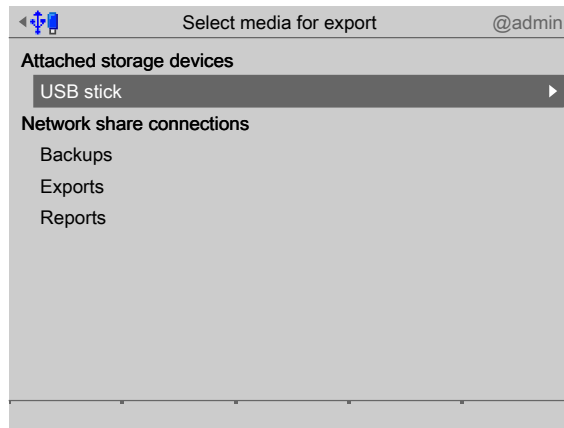 Select media for export @admin
Attached storage devices
USB stick
Network share connections
Backups
Exports
Reports